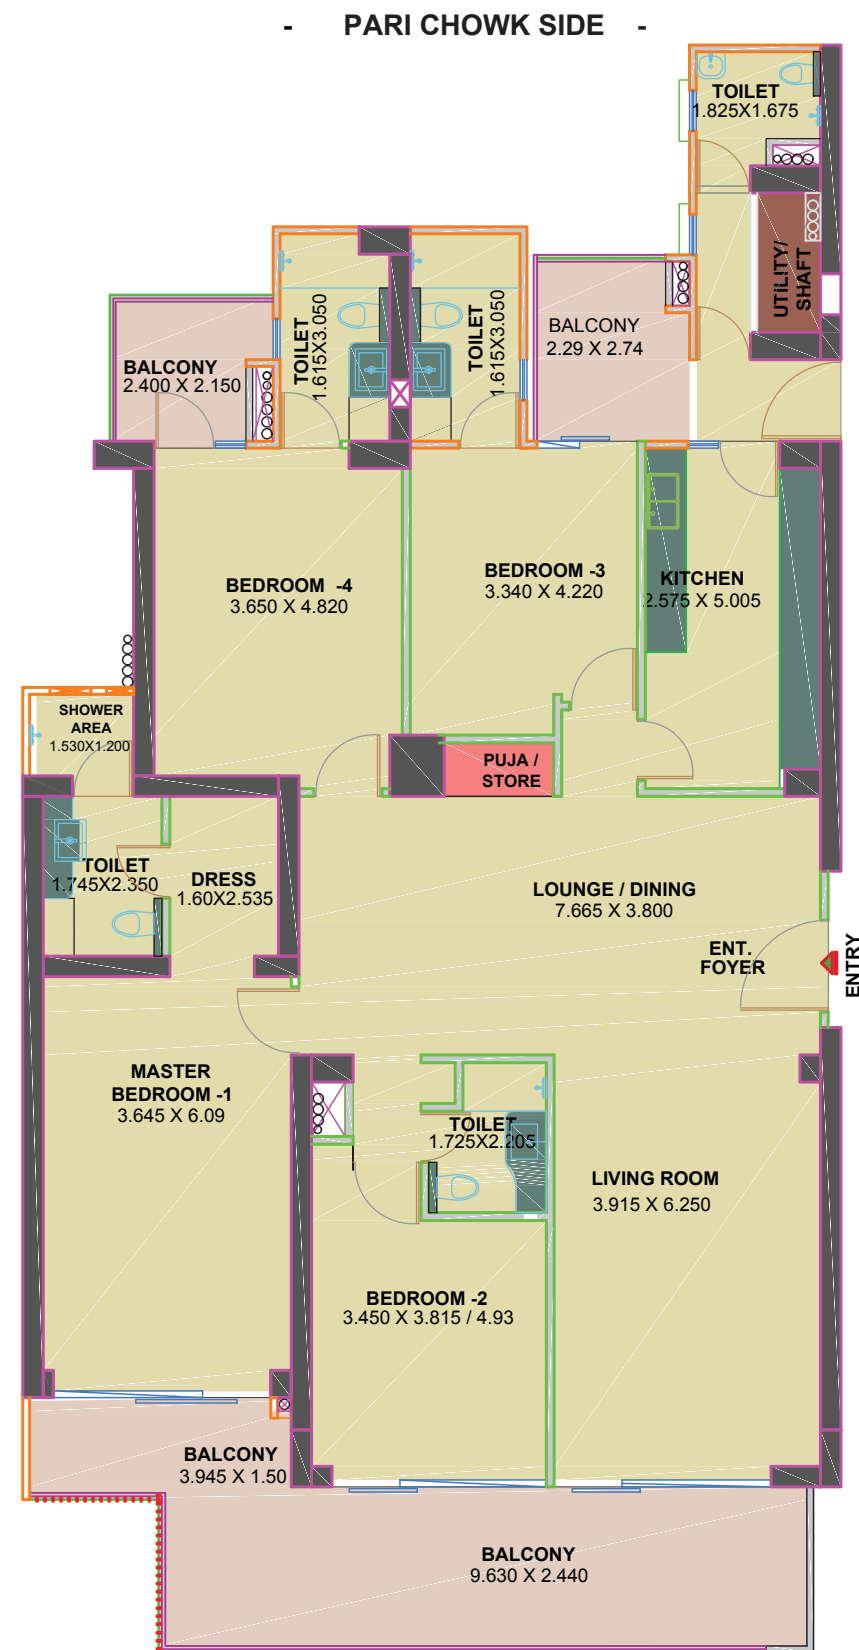 -   PARI CHOWK SIDE   -
TOILET
1.825X1.675
UTILITY/
SHAFT
BALCONY
2.29 X 2.74
TOILET
1.615X3.050
TOILET
1.615X3.050
BALCONY
2.400 X 2.150
BEDROOM -4
3.650 X 4.820
BEDROOM -3
3.340 X 4.220
KITCHEN
2.575 X 5.005
SHOWER
AREA
1.530X1.200
PUJA /
STORE
TOILET
1.745X2.350
DRESS
1.60X2.535
LOUNGE / DINING
7.665 X 3.800
ENT.
FOYER
ENTRY
MASTER
BEDROOM -1
3.645 X 6.09
TOILET
1.725X2.205
LIVING ROOM
3.915 X 6.250
BEDROOM -2
3.450 X 3.815 / 4.93
BALCONY
3.945 X 1.50
BALCONY
9.630 X 2.440